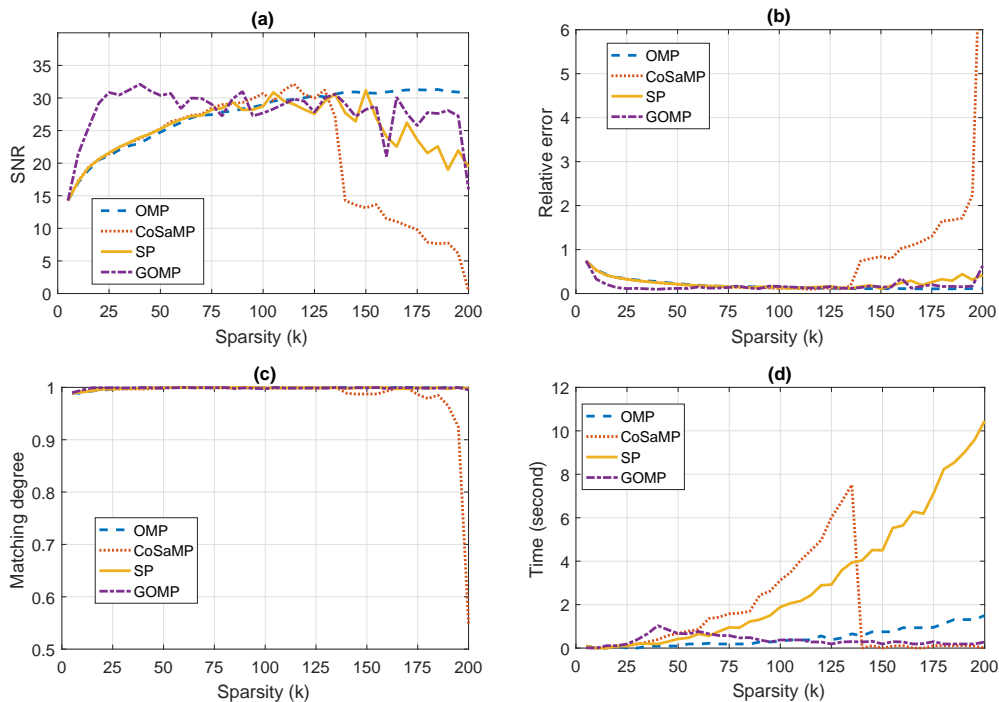 (a)
SNR
35
30
25
20
15
10
5
0
0 25 50 75 100 125 150 175 200
Sparsity (k)
OMP
CoSaMP
SP
GOMP
(b)
Relative error
6
5
4
3
2
1
0
0 25 50 75 100 125 150 175 200
Sparsity (k)
OMP
CoSaMP
SP
GOMP
(c)
Matching degree
1
0.9
0.8
0.7
0.6
0.5
0 25 50 75 100 125 150 175 200
Sparsity (k)
OMP
CoSaMP
SP
GOMP
(d)
Time (second)
12
10
8
6
4
2
0
0 25 50 75 100 125 150 175 200
Sparsity (k)
OMP
CoSaMP
SP
GOMP